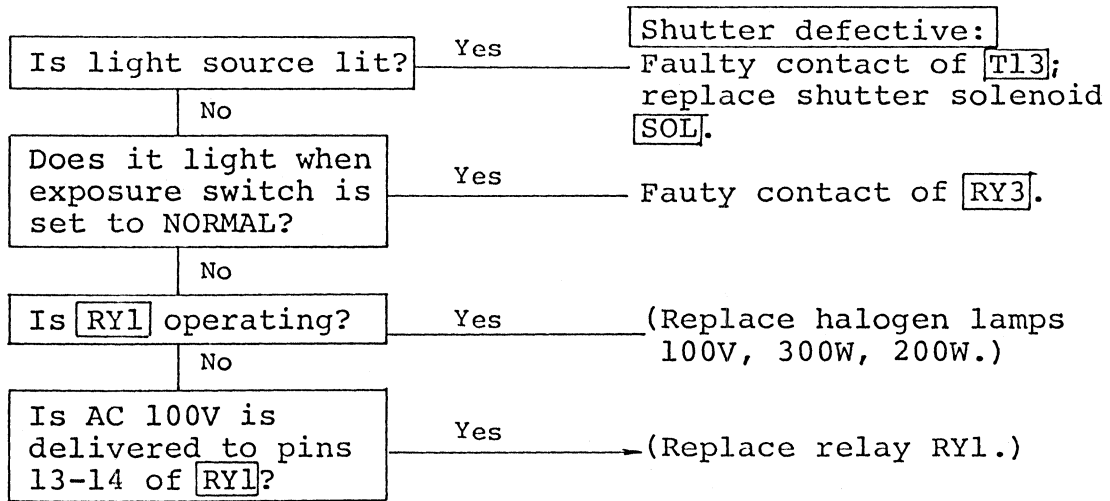 Is light source lit?
Yes
Shutter defective:
Faulty contact of T13;
replace shutter solenoid
SOL.
No
Does it light when
exposure switch is
set to NORMAL?
Yes
Fauty contact of RY3.
No
Is RY1 operating?
Yes
(Replace halogen lamps
100V, 300W, 200W.)
No
Is AC 100V is
delivered to pins
13-14 of RY1?
Yes
(Replace relay RY1.)